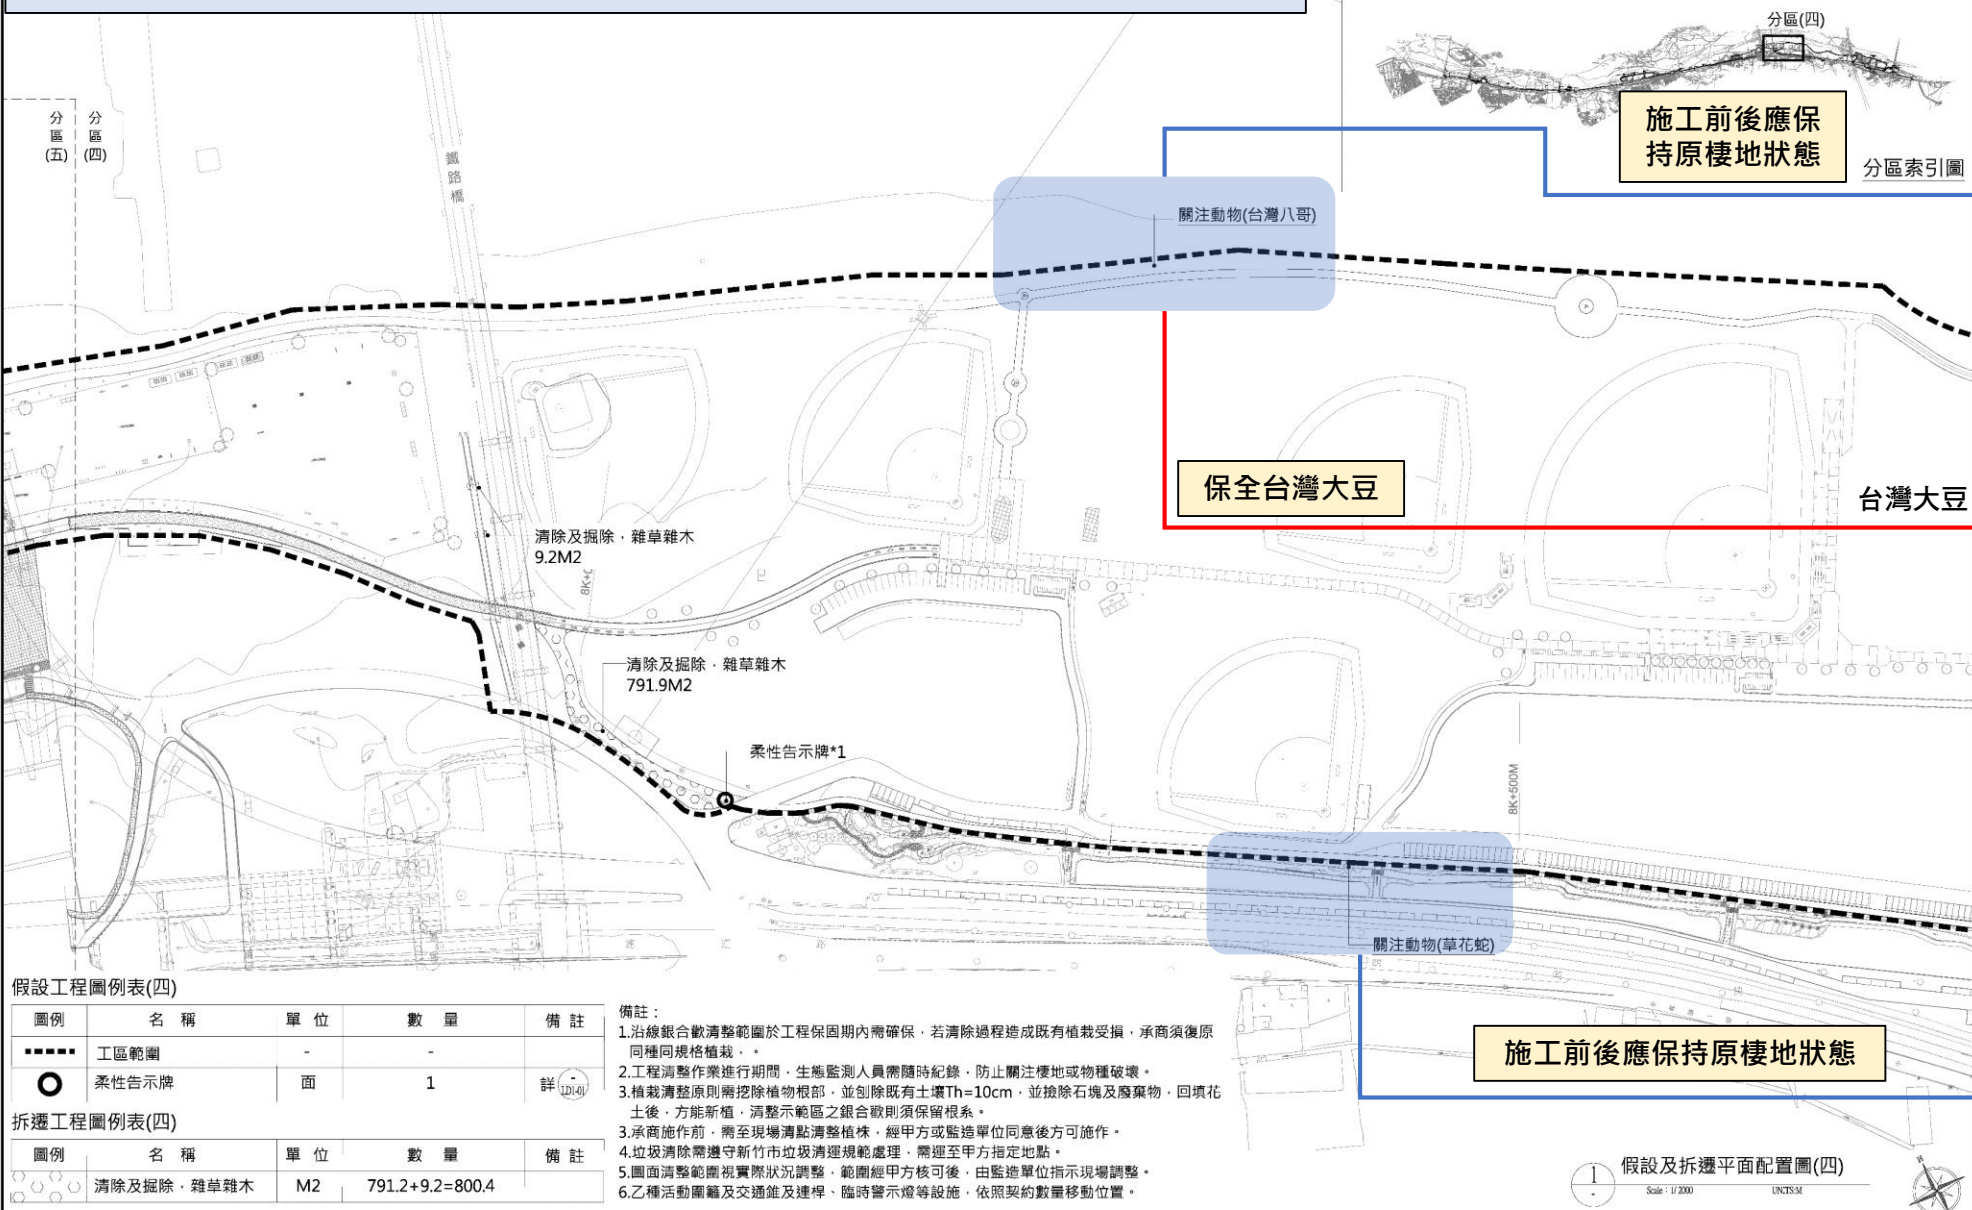 分區(四)
施工前後應保
持原棲地狀態
分區索引圖
分區(五)
分區(四)
鐵路橋
關注動物(台灣八哥)
保全台灣大豆
台灣大豆
清除及掘除，雜草雜木
9.2M2
8K+0
清除及掘除，雜草雜木
791.9M2
柔性告示牌*1
8K+500M
關注動物(草花蛇)
施工前後應保持原棲地狀態
假設工程圖例表(四)
圖例 名稱 單位 數量 備註
工區範圍 - -
柔性告示牌 面 1 詳 - LD1-01
拆遷工程圖例表(四)
圖例 名稱 單位 數量 備註
清除及掘除，雜草雜木 M2 791.2+9.2=800.4
備註：
1.沿線銀合歡清整範圍於工程保固期內需確保，若清除過程造成既有植栽受損，承商須復原
同種同規格植栽，。
2.工程清整作業進行期間，生態監測人員需隨時紀錄，防止關注棲地或物種破壞。
3.植栽清整原則需挖除植物根部，並刨除既有土壤Th=10cm，並撿除石塊及廢棄物，回填花
土後，方能新植，清整示範區之銀合歡則須保留根系。
3.承商施作前，需至現場清點清整植株，經甲方或監造單位同意後方可施作。
4.垃圾清除需遵守新竹市垃圾清運規範處理，需運至甲方指定地點。
5.圖面清整範圍視實際狀況調整，範圍經甲方核可後，由監造單位指示現場調整。
6.乙種活動圍籬及交通錐及連桿、臨時警示燈等設施，依照契約數量移動位置。
1
-
假設及拆遷平面配置圖(四)
Scale：1/2000 UNITS:M